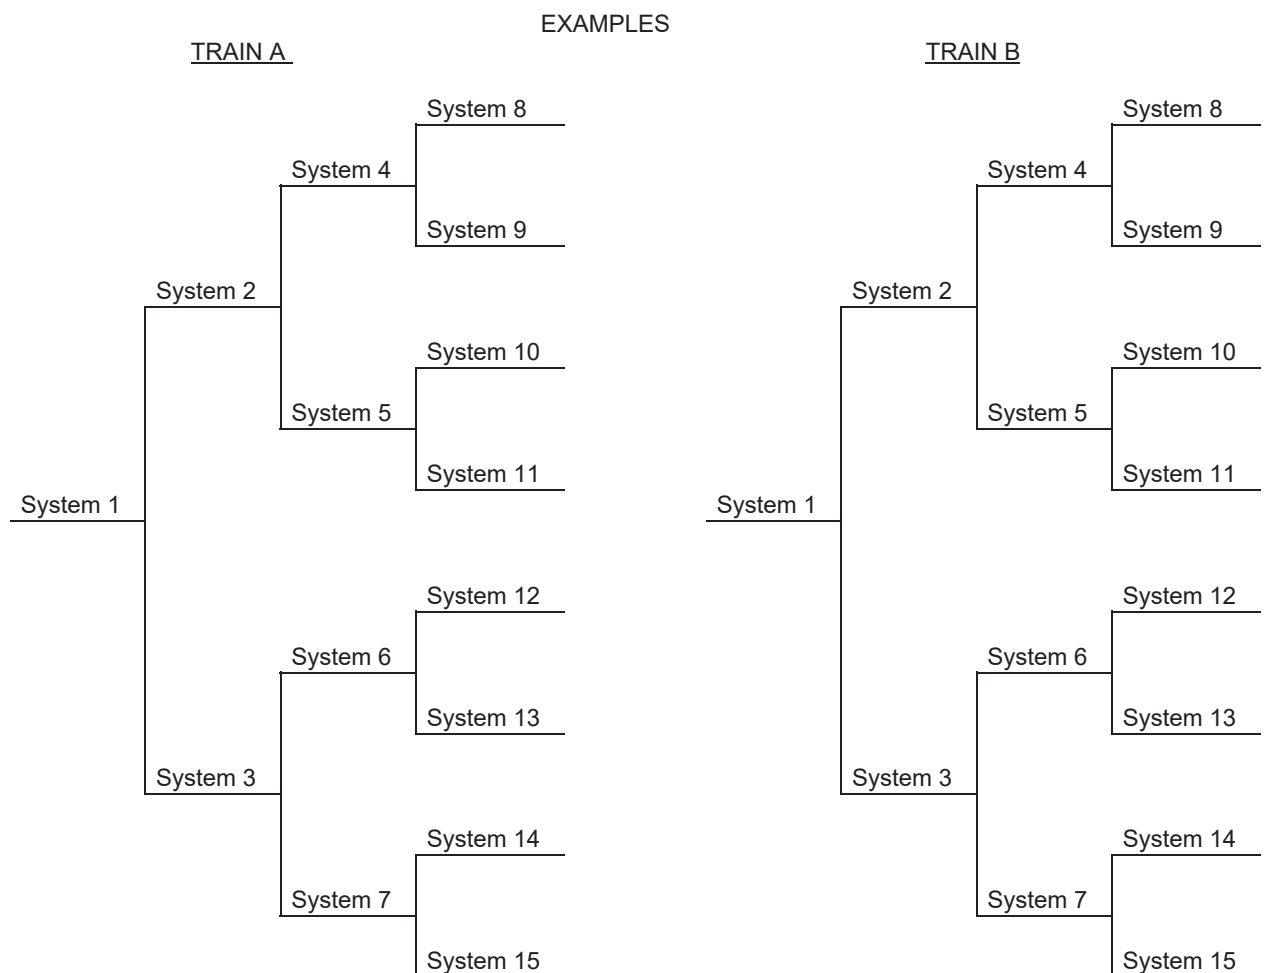 EXAMPLES
TRAIN A
System 8
System 4
System 9
System 2
System 10
System 5
System 11
System 1
System 12
System 6
System 13
System 3
System 14
System 7
System 15
TRAIN B
System 8
System 4
System 9
System 2
System 10
System 5
System 11
System 1
System 12
System 6
System 13
System 3
System 14
System 7
System 15